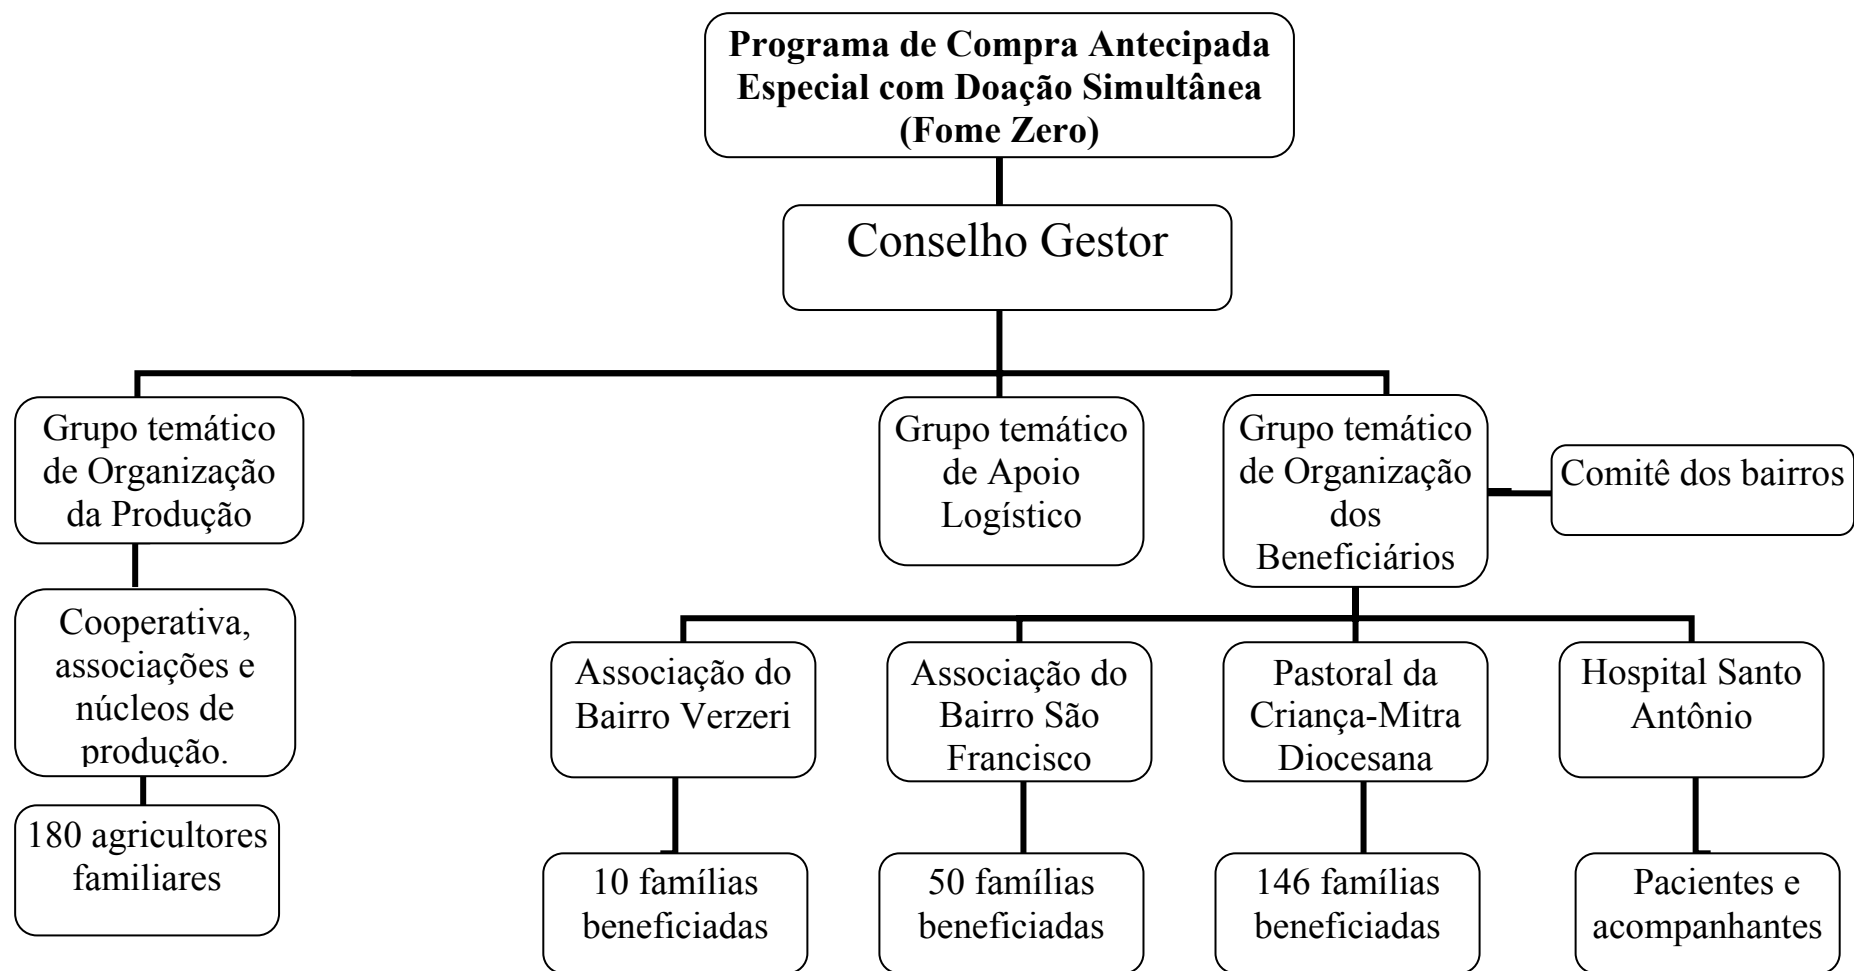 Programa de Compra Antecipada
Especial com Doação Simultânea
(Fome Zero)
Conselho Gestor
Grupo temático
de Organização
da Produção
Grupo temático
de Apoio
Logístico
Grupo temático
de Organização
dos
Beneficiários
Comitê dos bairros
Cooperativa,
associações e
núcleos de
produção.
Associação do
Bairro Verzeri
Associação do
Bairro São
Francisco
Pastoral da
Criança-Mitra
Diocesana
Hospital Santo
Antônio
180 agricultores
familiares
10 famílias
beneficiadas
50 famílias
beneficiadas
146 famílias
beneficiadas
Pacientes e
acompanhantes